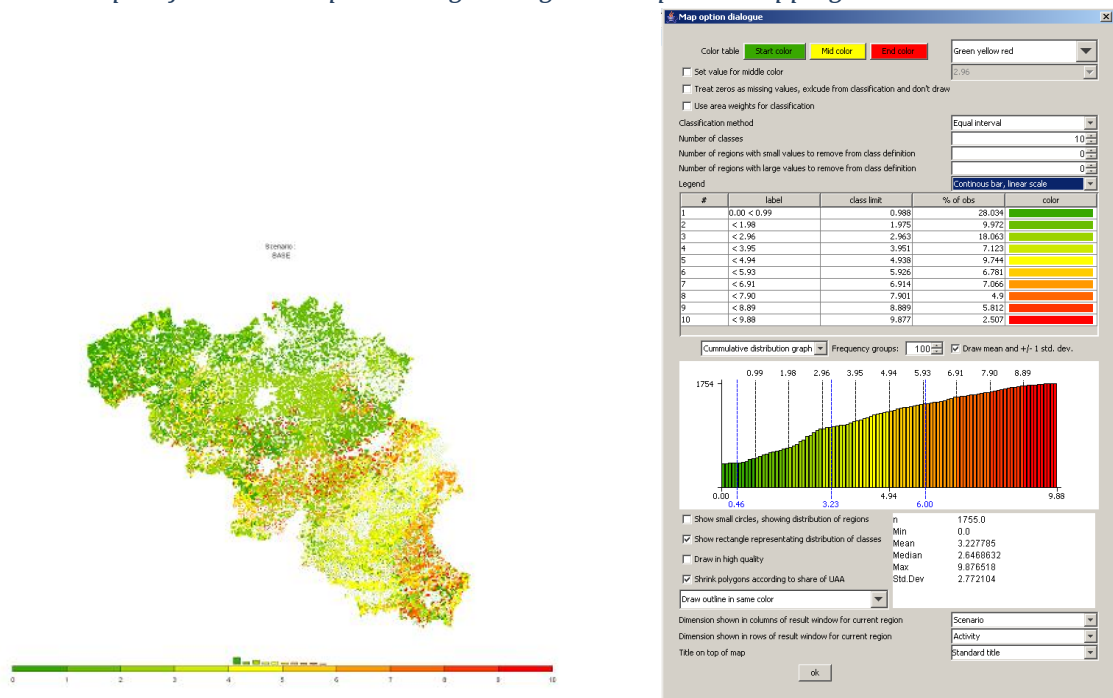 Map option dialogue
Color table Start color Mid color End color Green yellow red
Set value for middle color 2.96
Treat zeros as missing values, exlcude from classification and don't draw
Use area weights for classification
Classification method Equal interval
Number of classes 10
Number of regions with small values to remove from class definition 0
Number of regions with large values to remove from class definition 0
Legend Continous bar, linear scale
# label class limit % of obs color
1 0.00 < 0.99 0.988 28.034
2 < 1.98 1.975 9.972
3 < 2.96 2.963 18.063
4 < 3.95 3.951 7.123
5 < 4.94 4.938 9.744
6 < 5.93 5.926 6.781
7 < 6.91 6.914 7.066
8 < 7.90 7.901 4.9
9 < 8.89 8.889 5.812
10 < 9.88 9.877 2.507
Cummulative distribution graph Frequency groups: 100 Draw mean and +/- 1 std. dev.
0.99 1.98 2.96 3.95 4.94 5.93 6.91 7.90 8.89
1754
0.00 4.94 9.88
0.46 3.23 6.00
Show small circles, showing distribution of regions
Show rectangle representating distribution of classes
Draw in high quality
Shrink polygons according to share of UAA
n 1755.0
Min 0.0
Mean 3.227785
Median 2.6468632
Max 9.876518
Std.Dev 2.772104
Draw outline in same color
Dimension shown in columns of result window for current region Scenario
Dimension shown in rows of result window for current region Activity
Title on top of map Standard title
ok
Scenario :
BASE
0 1 2 3 4 5 6 7 8 9 10